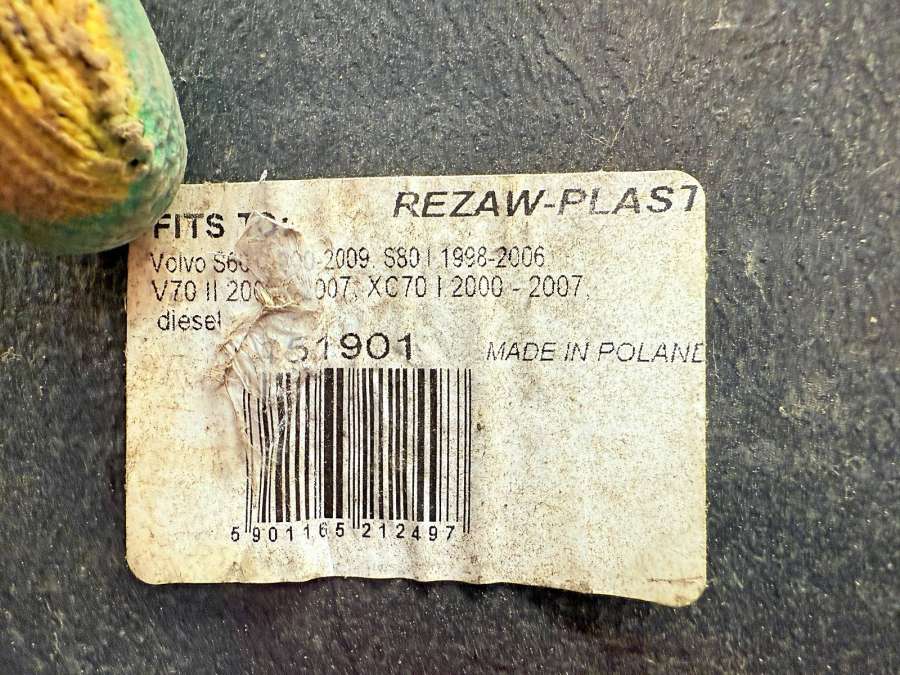 REZAW-PLAST
FITS TO:
Volvo 2009, S80 I 1998-2006,
V70 II 2007, XC70 I 2000 - 2007,
diesel
51901
MADE IN POLAND
5 901165 212497